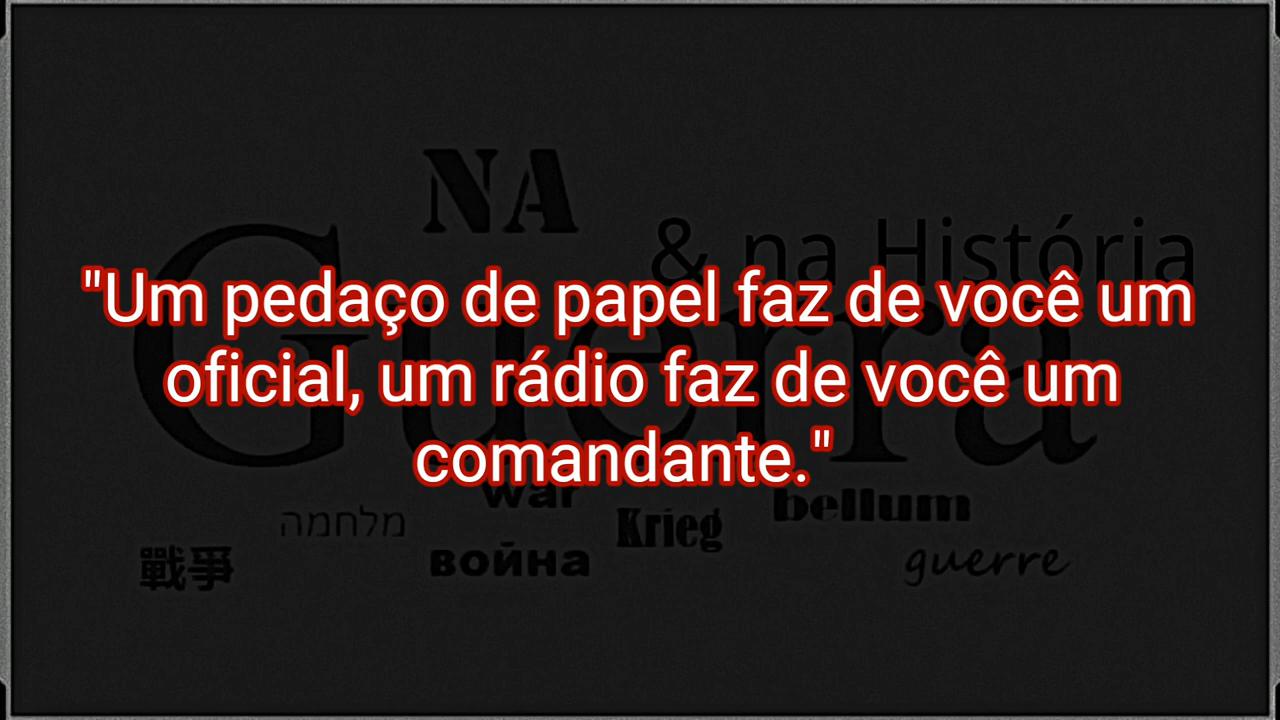 NA
& na História
Guerra
"Um pedaço de papel faz de você um
oficial, um rádio faz de você um
comandante."
war
bellum
מלחמה
Krieg
война
guerre
戰爭